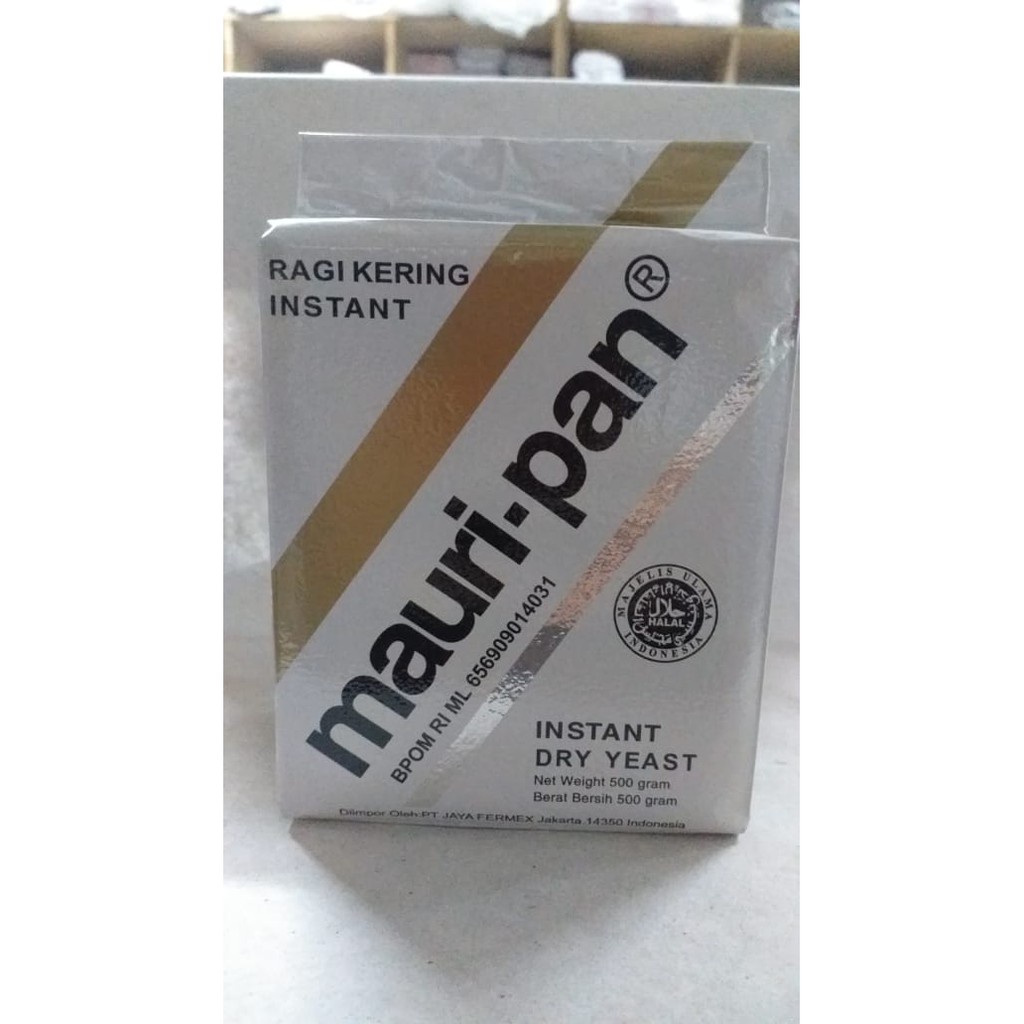 RAGI KERING
INSTANT
mauri-pan®
BPOM RI ML 656909014031
MAJELIS ULAMA
حلال
HALAL
INDONESIA
INSTANT
DRY YEAST
Net Weight 500 gram
Berat Bersih 500 gram
Diimpor Oleh PT JAYA FERMEX Jakarta 14350 Indonesia